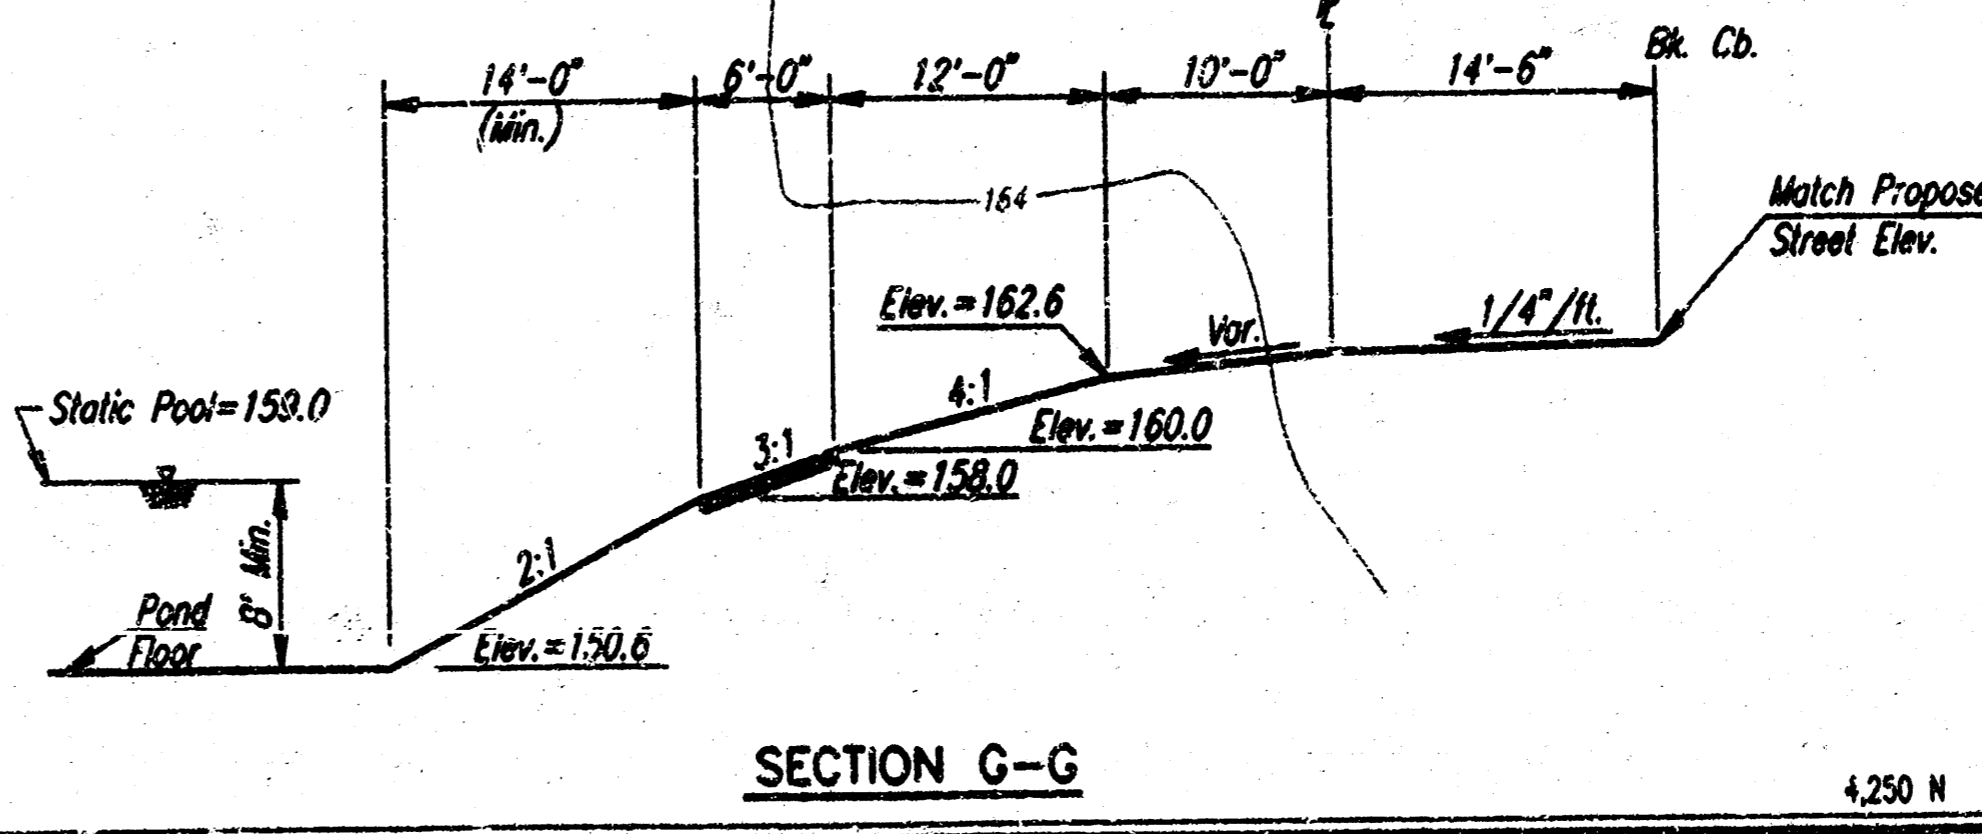 Bk. Cb.
14'-0"
(Min.)
6'-0"
12'-0"
10'-0"
14'-6"
164
Match Propose
Street Elev.
Elev.=162.6
Var.
1/4"/ft.
4:1
Static Pool=159.0
Elev.=160.0
3:1
Elev.=158.0
8' Min.
2:1
Pond
Floor
Elev.=150.6
SECTION G-G
4,250 N